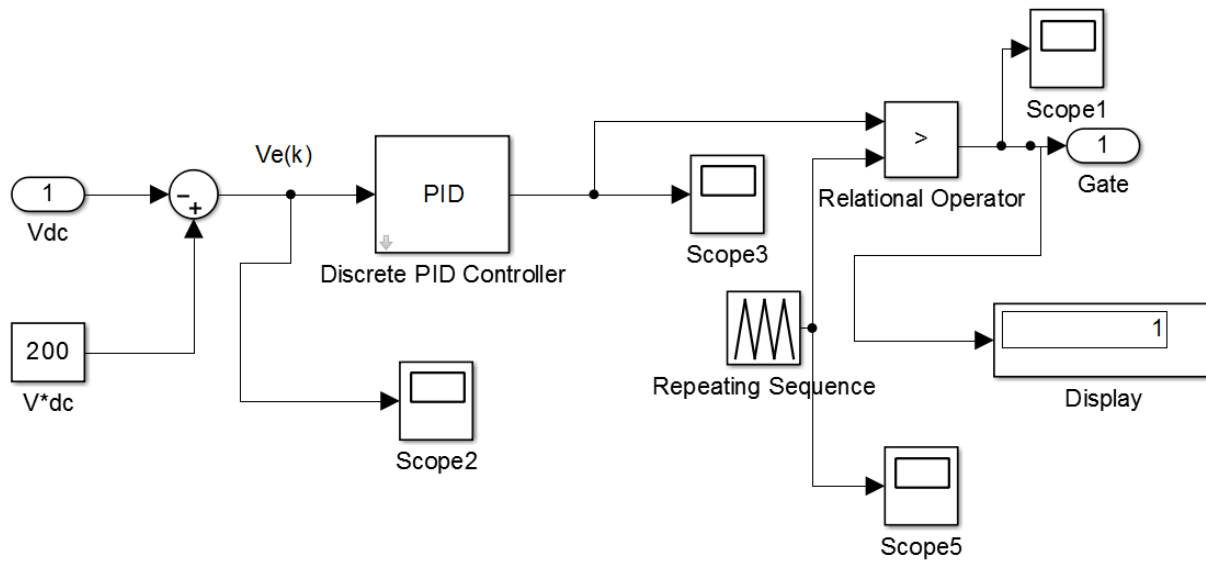 Scope1
>
1
Gate
Relational Operator
Ve(k)
1
Vdc
-
+
PID
Discrete PID Controller
Scope3
200
V*dc
Scope2
Repeating Sequence
1
Display
Scope5